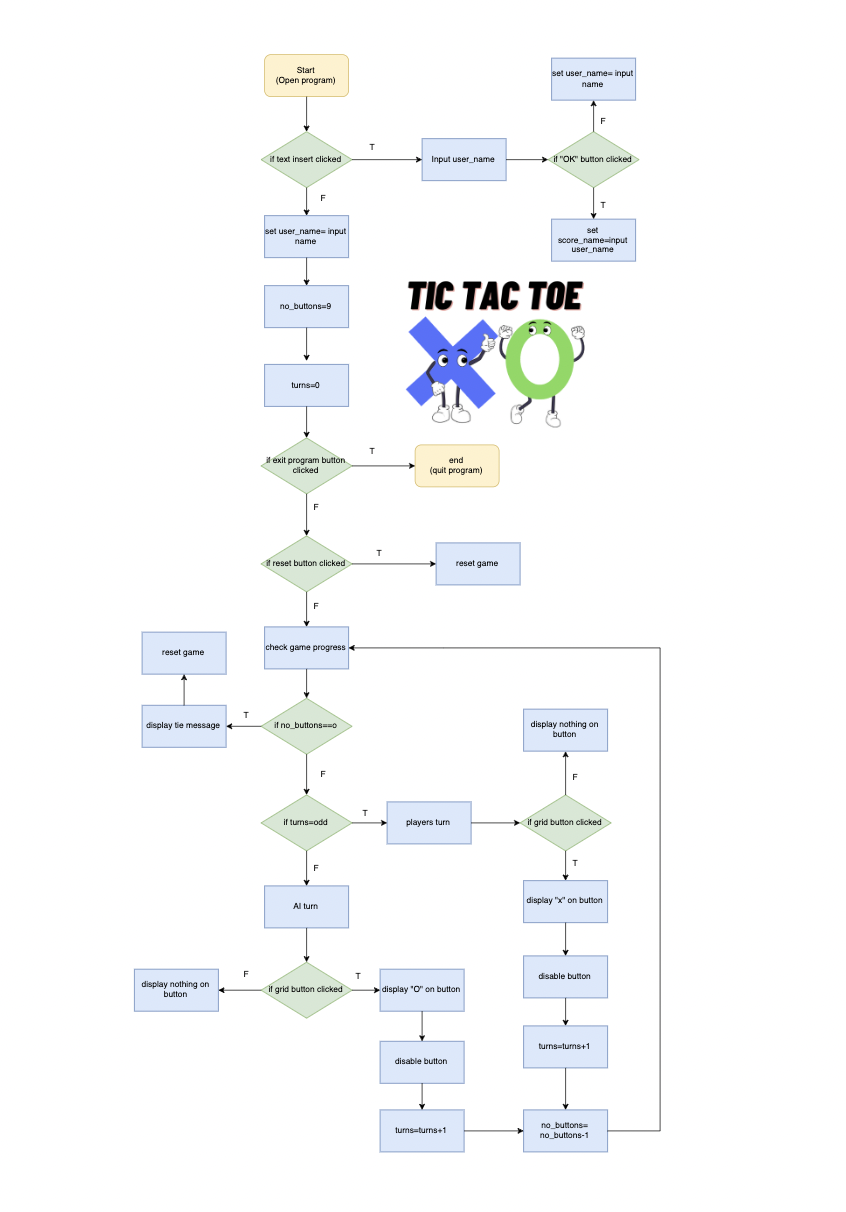 Start
(Open program)
set user_name= input
name
F
T
if text insert clicked
Input user_name
if "OK" button clicked
F
T
set user_name= input
name
set
score_name=input
user_name
no_buttons=9
TIC TAC TOE
turns=0
T
if exit program button
clicked
end
(quit program)
F
T
if reset button clicked
reset game
F
check game progress
reset game
T
display tie message
if no_buttons==o
display nothing on
button
F
F
T
if turns=odd
players turn
if grid button clicked
F
T
AI turn
display "x" on button
F
T
display nothing on
button
if grid button clicked
display "O" on button
disable button
disable button
turns=turns+1
turns=turns+1
no_buttons=
no_buttons-1